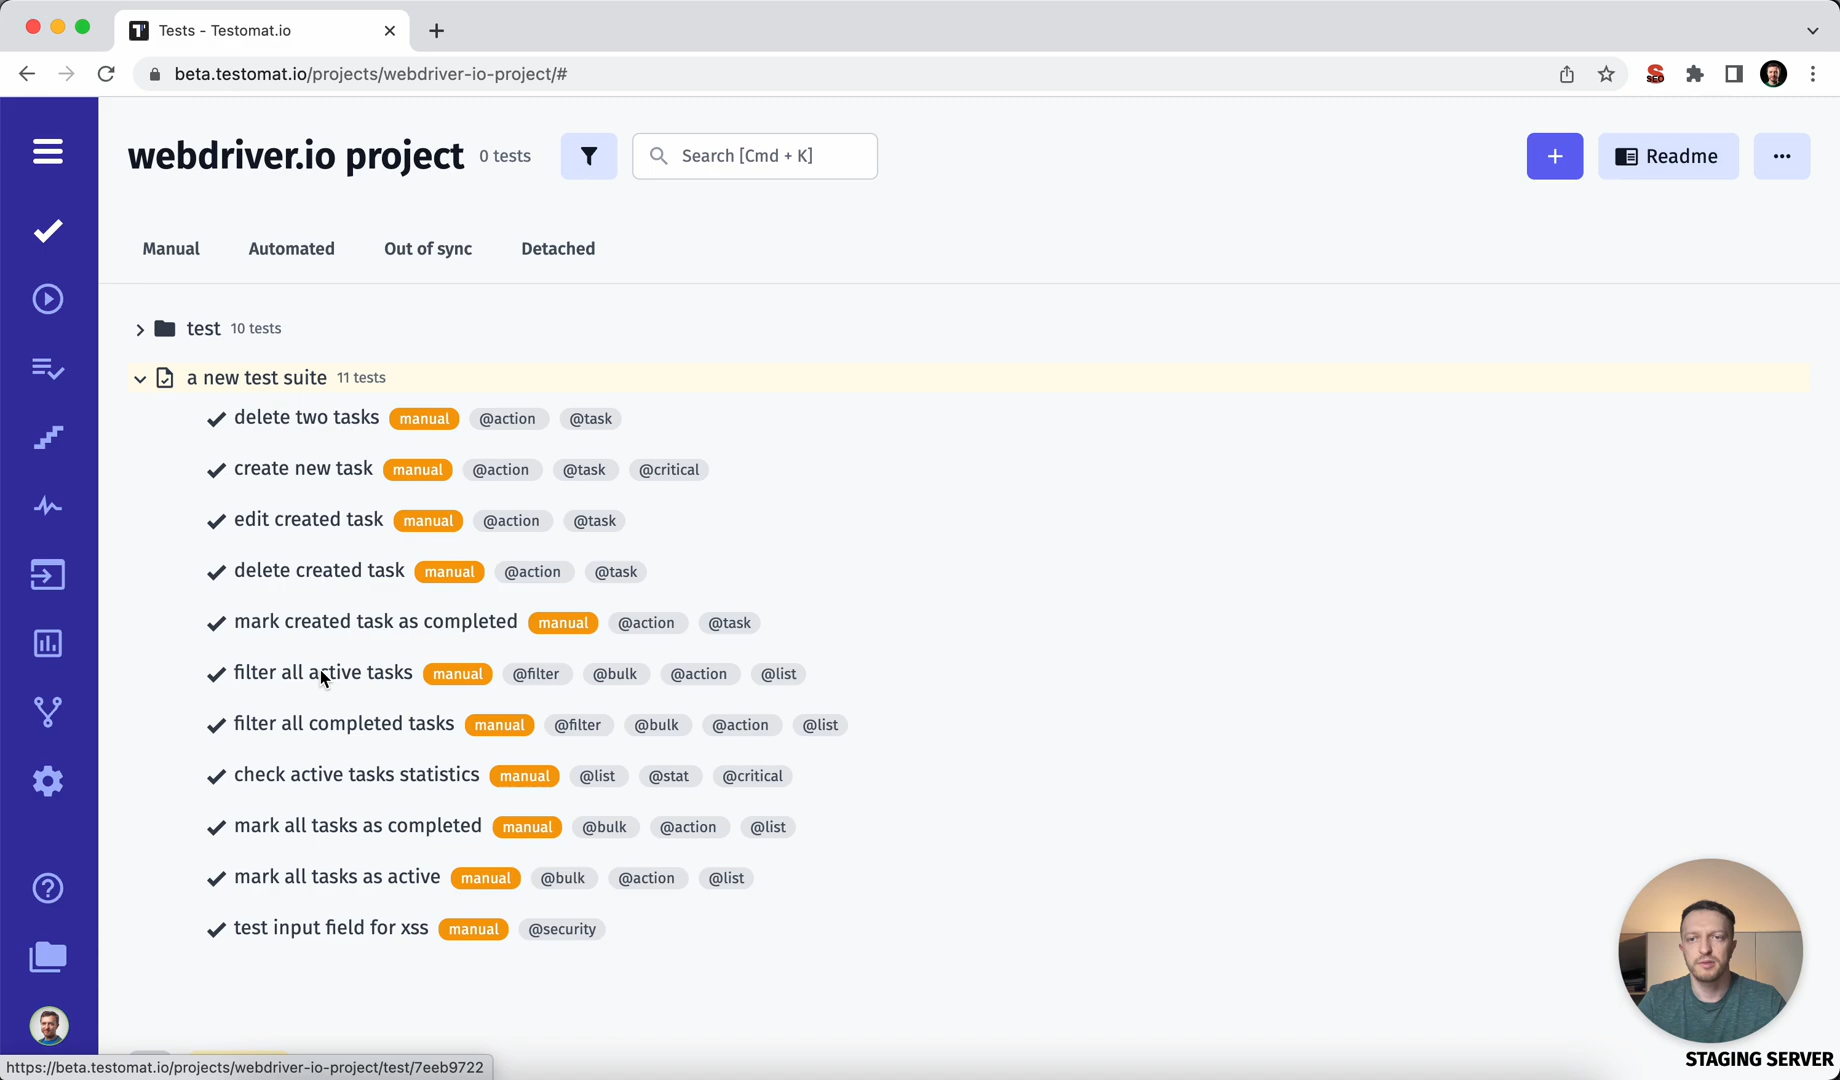 Tests - Testomat.io
beta.testomat.io/projects/webdriver-io-project/#
SEO
webdriver.io project 0 tests Search [Cmd + K] + Readme ...
Manual Automated Out of sync Detached
test 10 tests
a new test suite 11 tests
delete two tasks manual @action @task
create new task manual @action @task @critical
edit created task manual @action @task
delete created task manual @action @task
mark created task as completed manual @action @task
filter all active tasks manual @filter @bulk @action @list
filter all completed tasks manual @filter @bulk @action @list
check active tasks statistics manual @list @stat @critical
mark all tasks as completed manual @bulk @action @list
mark all tasks as active manual @bulk @action @list
test input field for xss manual @security
https://beta.testomat.io/projects/webdriver-io-project/test/7eeb9722
STAGING SERVER